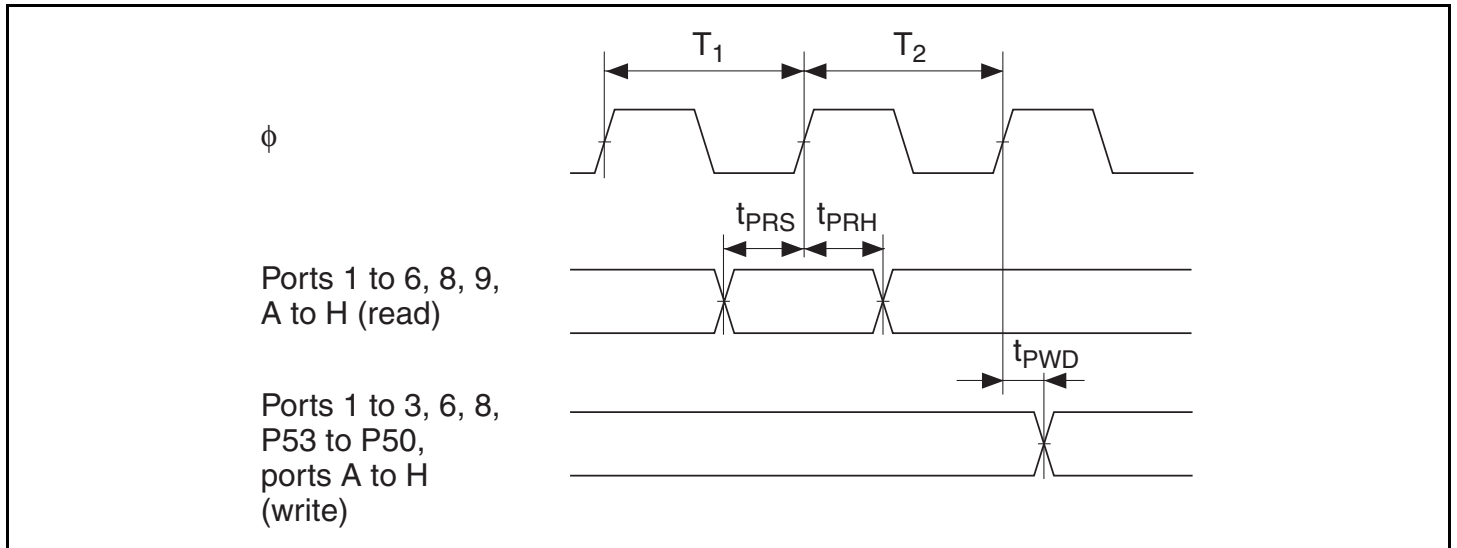 T1 T2
ϕ
tPRS tPRH
Ports 1 to 6, 8, 9,
A to H (read)
tPWD
Ports 1 to 3, 6, 8,
P53 to P50,
ports A to H
(write)